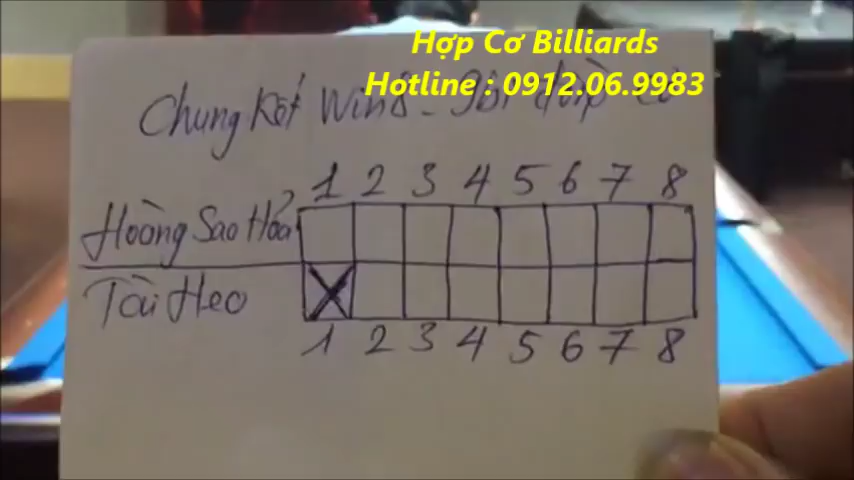 Hợp Cơ Billiards
Hotline : 0912.06.9983
Chung Kết Win8 -
1 2 3 4 5 6 7 8
Hoàng Sao Hỏa
Tài Heo X
1 2 3 4 5 6 7 8